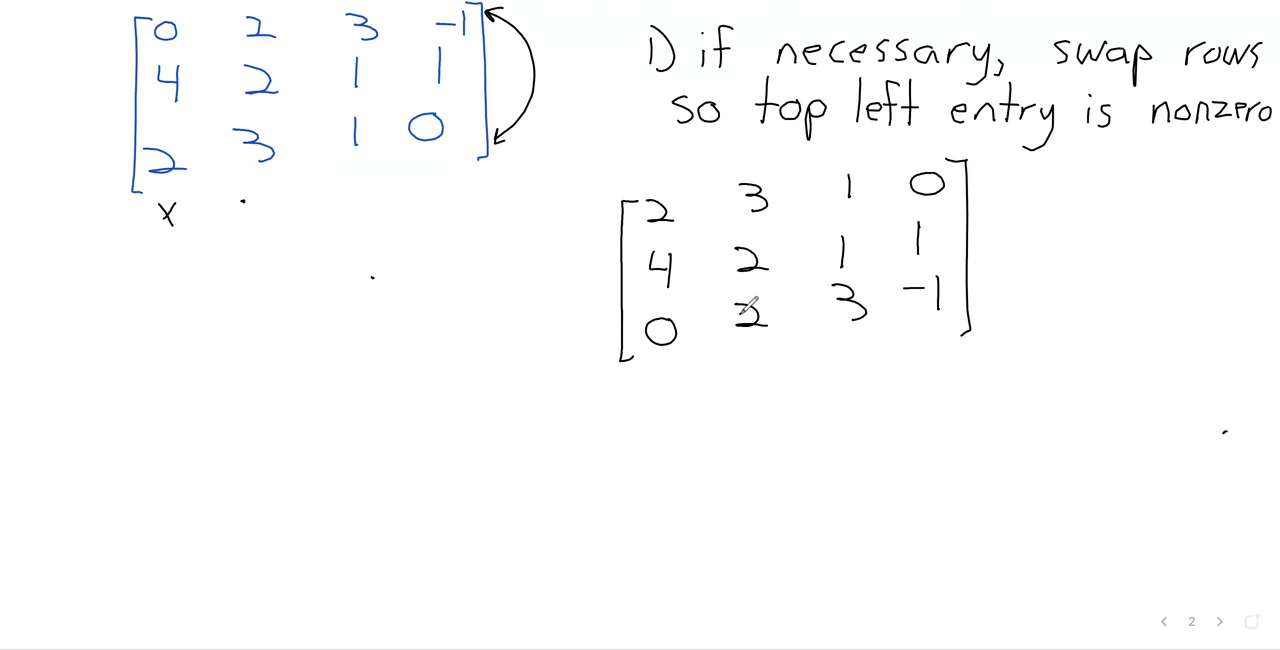 0 2 3 -1
4 2 1 1
2 3 1 0
x
1) if necessary, swap rows
so top left entry is nonzero
2 3 1 0
4 2 1 1
0 2 3 -1
2